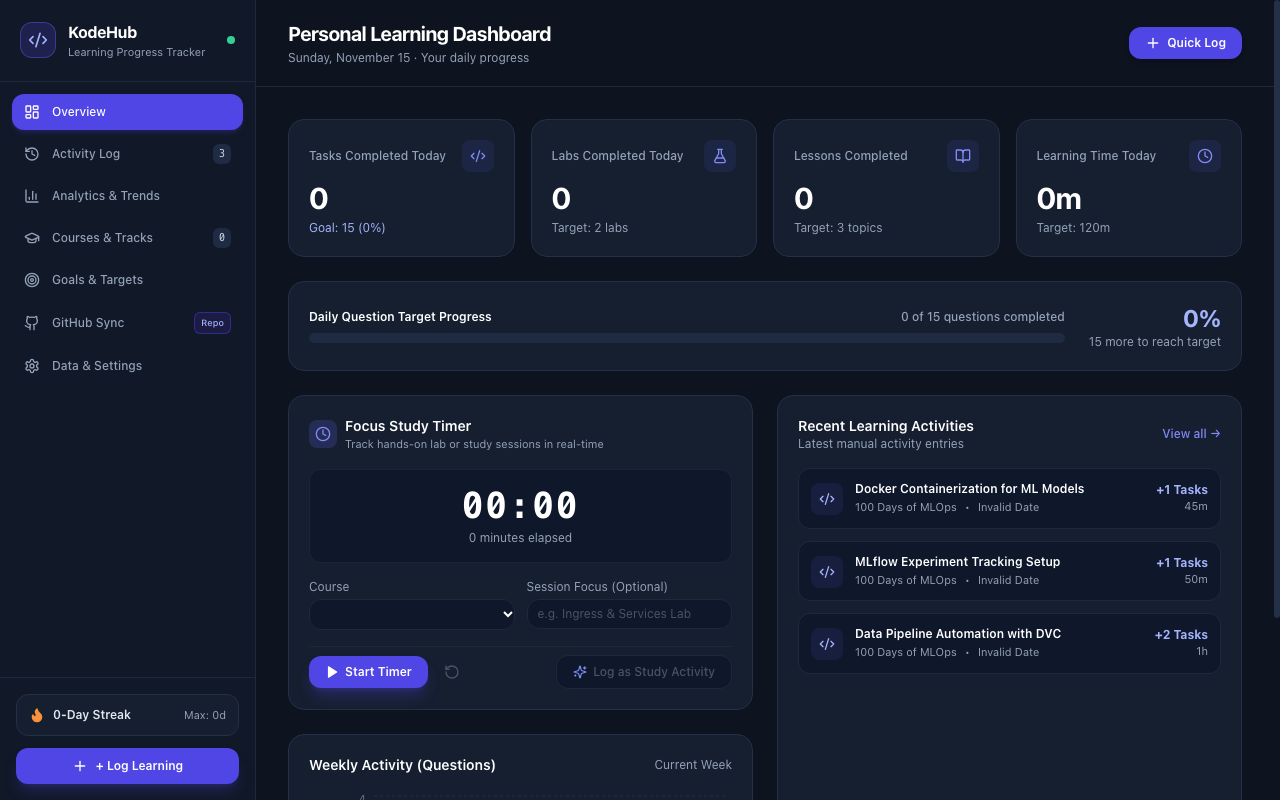 KodeHub
Learning Progress Tracker
Overview
Activity Log
3
Analytics & Trends
Courses & Tracks
0
Goals & Targets
GitHub Sync
Repo
Data & Settings
0-Day Streak
Max: 0d
+ Log Learning
Personal Learning Dashboard
Sunday, November 15 · Your daily progress
Quick Log
Tasks Completed Today
0
Goal: 15 (0%)
Labs Completed Today
0
Target: 2 labs
Lessons Completed
0
Target: 3 topics
Learning Time Today
0m
Target: 120m
Daily Question Target Progress
0 of 15 questions completed
0%
15 more to reach target
Focus Study Timer
Track hands-on lab or study sessions in real-time
00:00
0 minutes elapsed
Course
Session Focus (Optional)
e.g. Ingress & Services Lab
Start Timer
Log as Study Activity
Weekly Activity (Questions)
Current Week
4
Recent Learning Activities
Latest manual activity entries
View all →
Docker Containerization for ML Models
100 Days of MLOps • Invalid Date
+1 Tasks
45m
MLflow Experiment Tracking Setup
100 Days of MLOps • Invalid Date
+1 Tasks
50m
Data Pipeline Automation with DVC
100 Days of MLOps • Invalid Date
+2 Tasks
1h